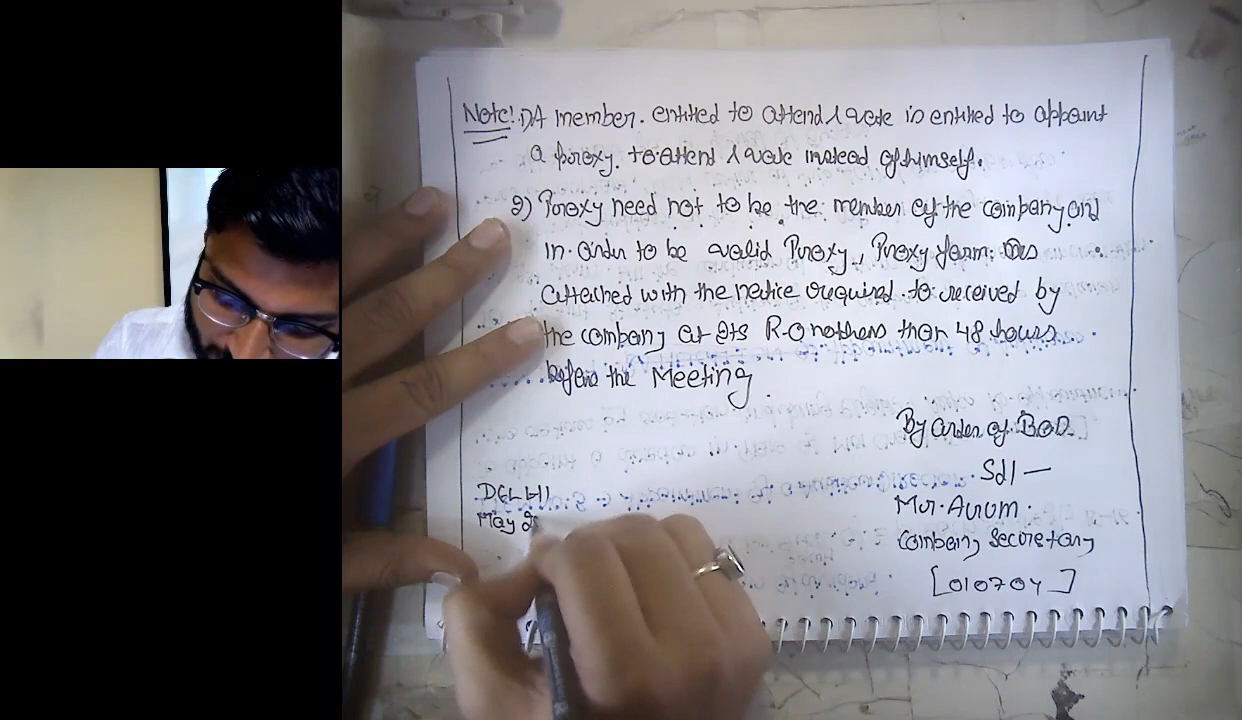 Note: 1) A member entitled to attend & vote is entitled to appoint
a proxy to attend & vote instead of himself.
2) Proxy need not to be the member of the company and
in order to be valid Proxy, Proxy form as
attached with the notice required to received by
the company at its R-O not less than 48 hours
before the Meeting.
By order of BOD
Sd/-
Mr. Arum.
Company Secretary
[010704]
DELHI
May 2